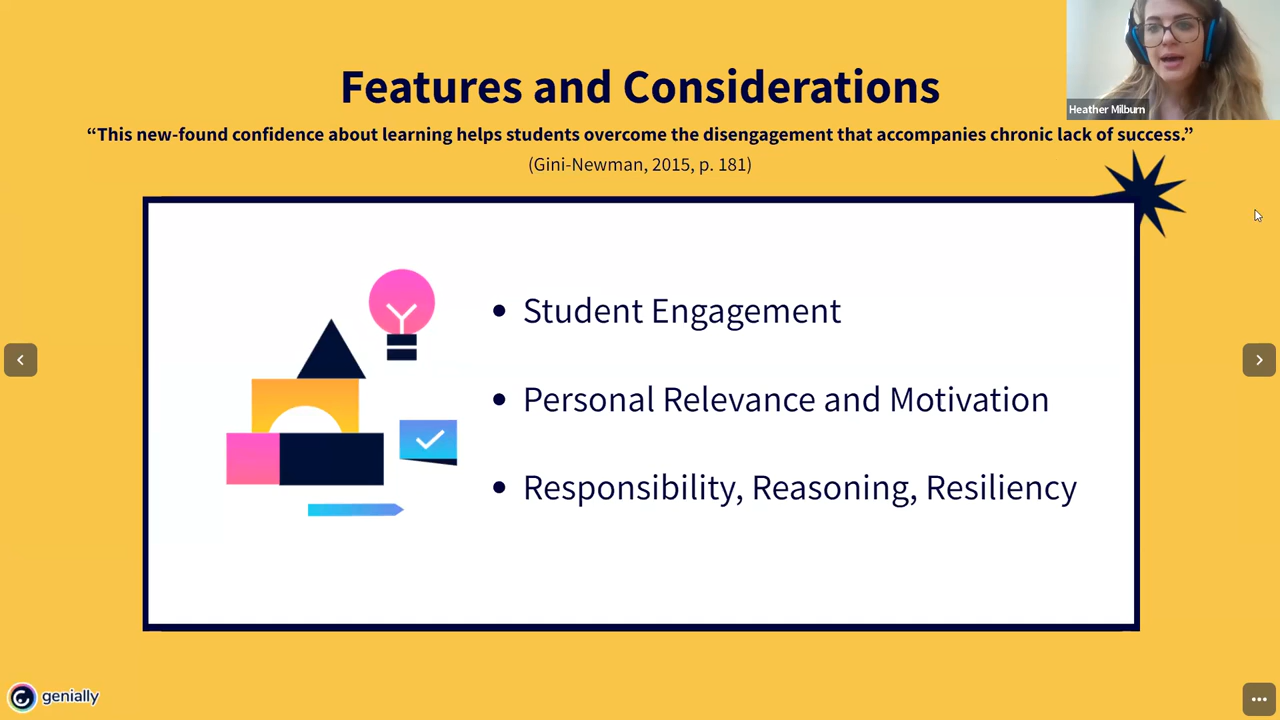 Features and Considerations
Heather Milburn
“This new-found confidence about learning helps students overcome the disengagement that accompanies chronic lack of success.”
(Gini-Newman, 2015, p. 181)
• Student Engagement
• Personal Relevance and Motivation
• Responsibility, Reasoning, Resiliency
genially